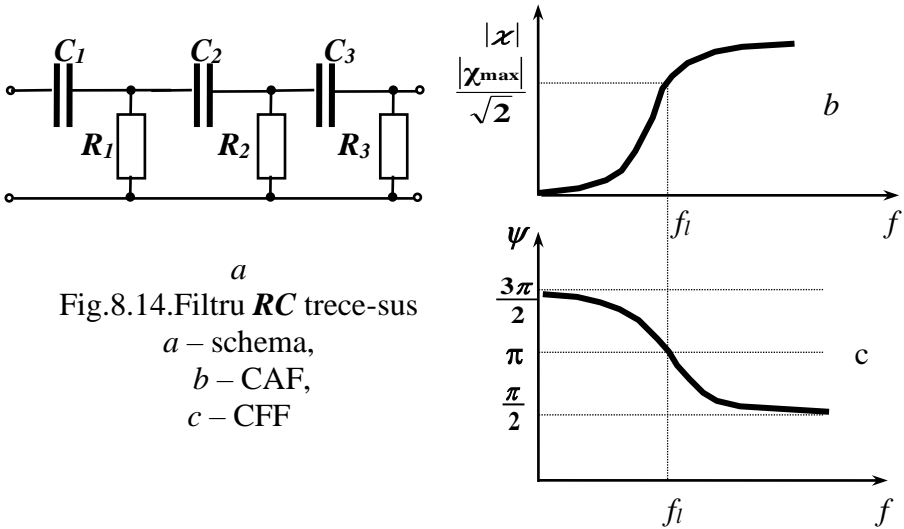 C1 C2 C3
R1 R2 R3
a
Fig.8.14.Filtru RC trece-sus
a – schema,
b – CAF,
c – CFF
|ϰ|
|χmax|
√2
b
fl f
ψ
3π
2
π
π
2
c
fl f